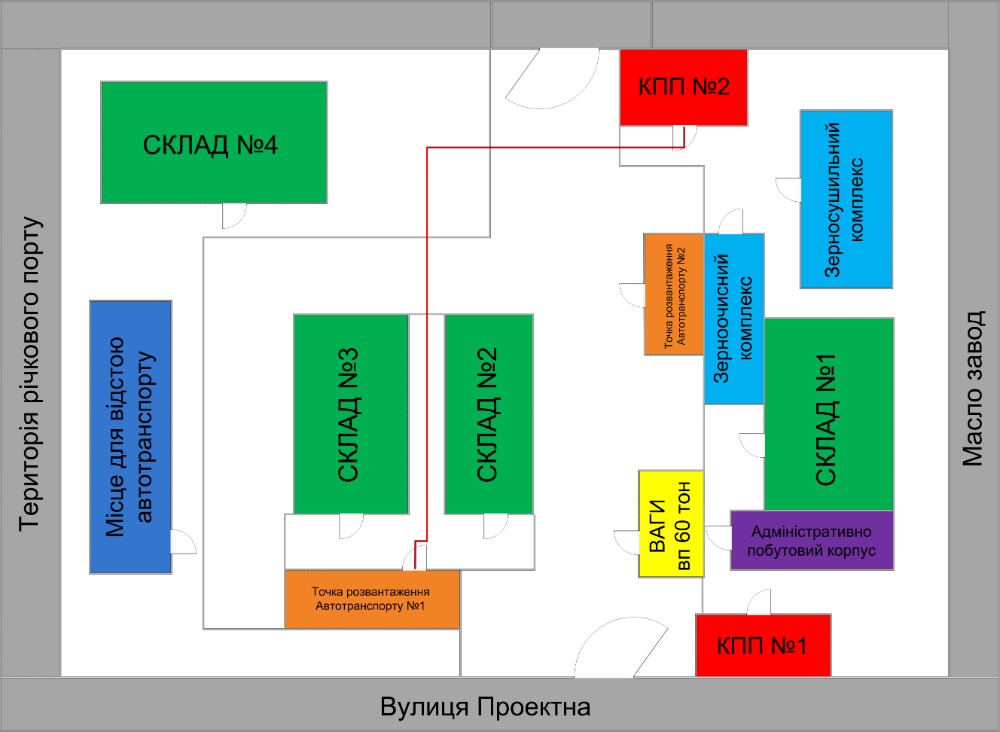 КПП №2
СКЛАД №4
Зерносушильний
комплекс
Територія річкового порту
Точка розвантаження
Автотранспорту №2
Зерноочисний
комплекс
Місце для відстою
автотранспорту
СКЛАД №3
СКЛАД №2
СКЛАД №1
Масло завод
ВАГИ
вп 60 тон
Адміністративно
побутовий корпус
Точка розвантаження
Автотранспорту №1
КПП №1
Вулиця Проектна